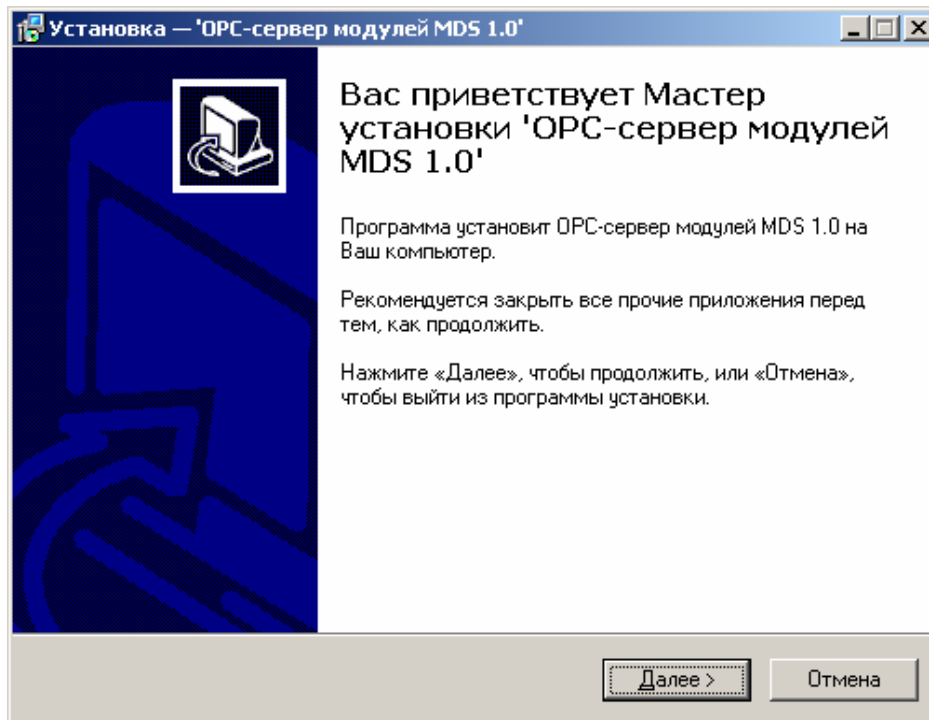 Установка — 'OPC-сервер модулей MDS 1.0'
Вас приветствует Мастер
установки 'OPC-сервер модулей
MDS 1.0'
Программа установит OPC-сервер модулей MDS 1.0 на
Ваш компьютер.
Рекомендуется закрыть все прочие приложения перед
тем, как продолжить.
Нажмите «Далее», чтобы продолжить, или «Отмена»,
чтобы выйти из программы установки.
Далее >
Отмена